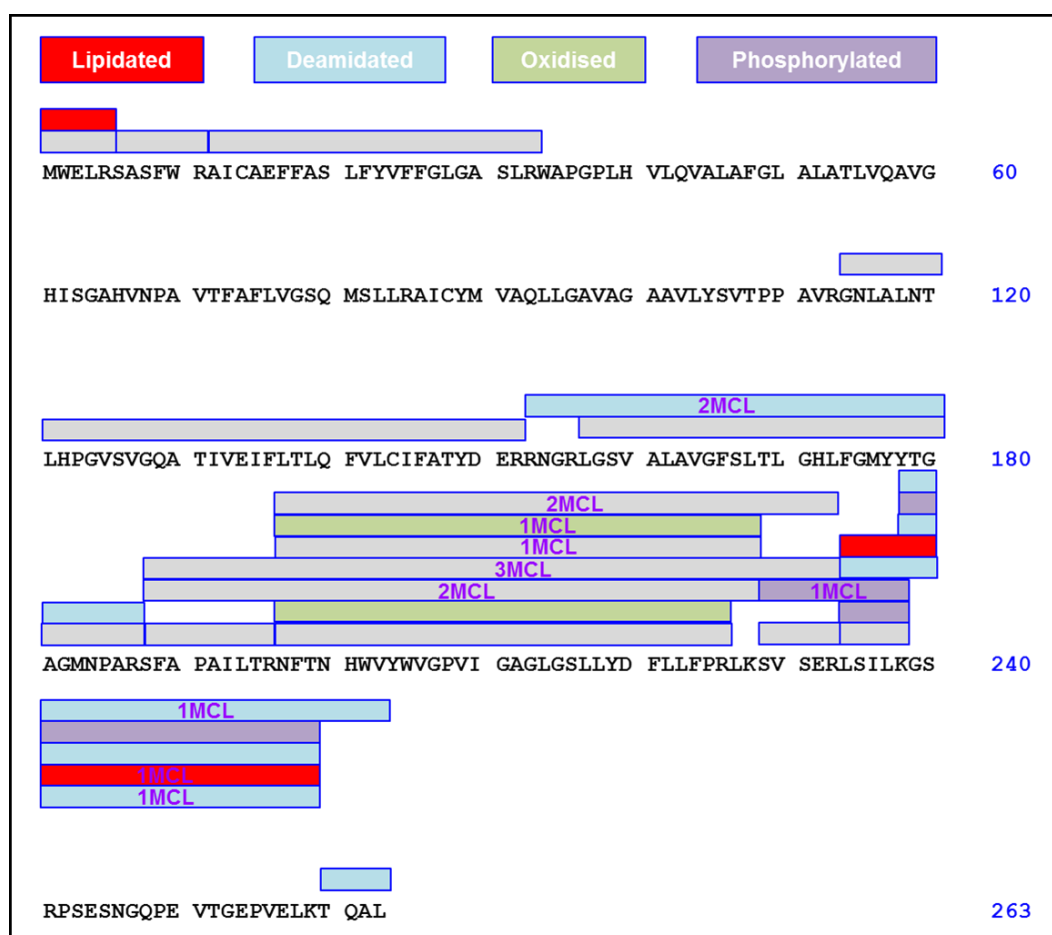 Lipidated Deamidated Oxidised Phosphorylated
MWELRSASFW RAICAEFFAS LFYVFFGLGA SLRWAPGPLH VLQVALAFGL ALATLVQAVG 60
HISGAHVNPA VTFAFLVGSQ MSLLRAICYM VAQLLGAVAG AAVLYSVTPP AVRGNLALNT 120
2MCL
LHPGVSVGQA TIVEIFLTLQ FVLCIFATYD ERRNGRLGSV ALAVGFSLTL GHLFGMYYTG 180
2MCL
1MCL
1MCL
3MCL
2MCL 1MCL
AGMNPARSFA PAILTRNFTN HWVYWVGPVI GAGLGSLLYD FLLFPRLKSV SERLSILKGS 240
1MCL
1MCL
1MCL
RPSESNGQPE VTGEPVELKT QAL 263